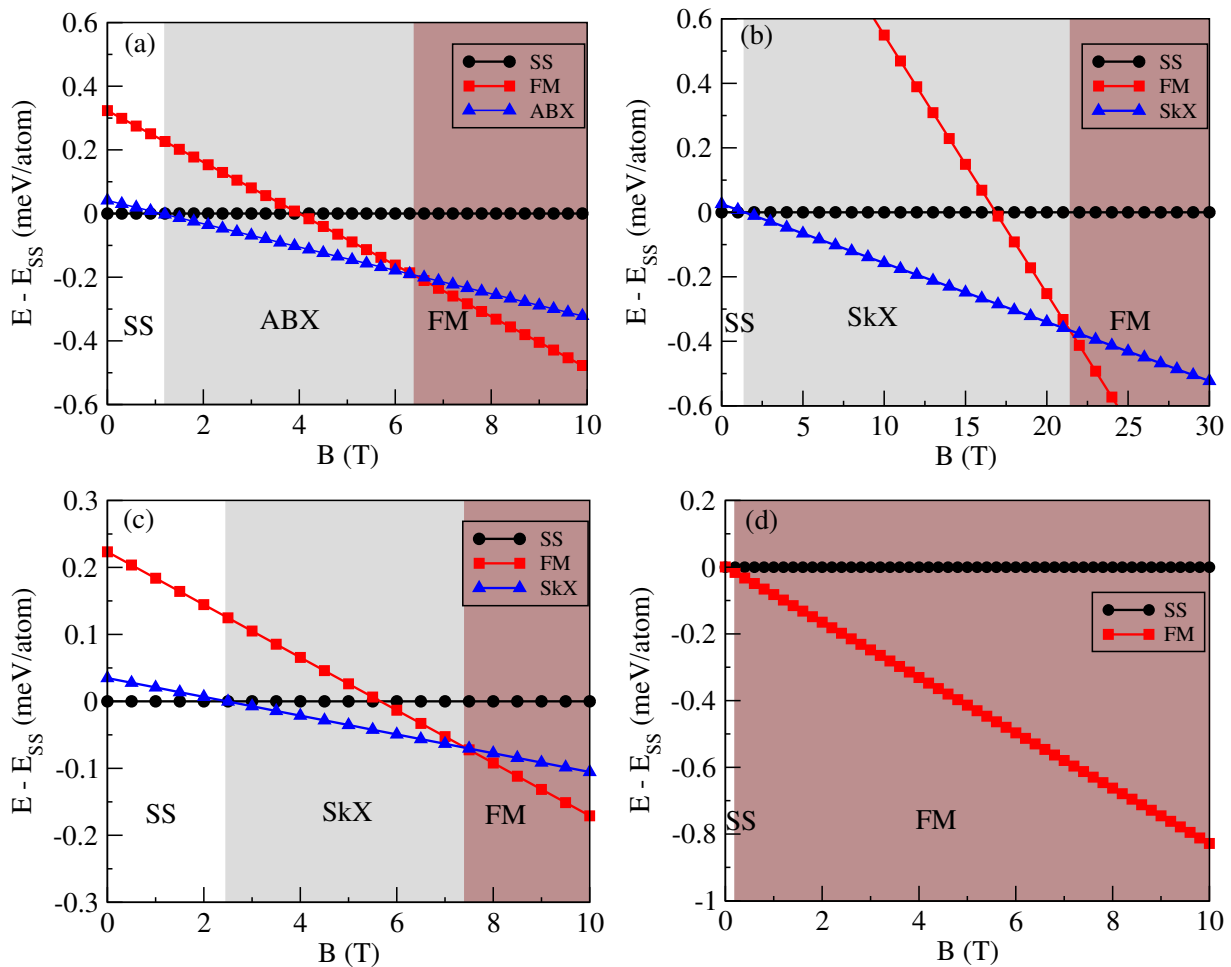 (a)
SS
FM
ABX
E - E_SS (meV/atom)
0.6
0.4
0.2
0
-0.2
-0.4
-0.6
SS
ABX
FM
0 2 4 6 8 10
B (T)
(b)
SS
FM
SkX
E - E_SS (meV/atom)
0.6
0.4
0.2
0
-0.2
-0.4
-0.6
SS
SkX
FM
0 5 10 15 20 25 30
B (T)
(c)
SS
FM
SkX
E - E_SS (meV/atom)
0.3
0.2
0.1
0
-0.1
-0.2
-0.3
SS
SkX
FM
0 2 4 6 8 10
B (T)
(d)
SS
FM
E - E_SS (meV/atom)
0.2
0
-0.2
-0.4
-0.6
-0.8
-1
SS
FM
0 2 4 6 8 10
B (T)